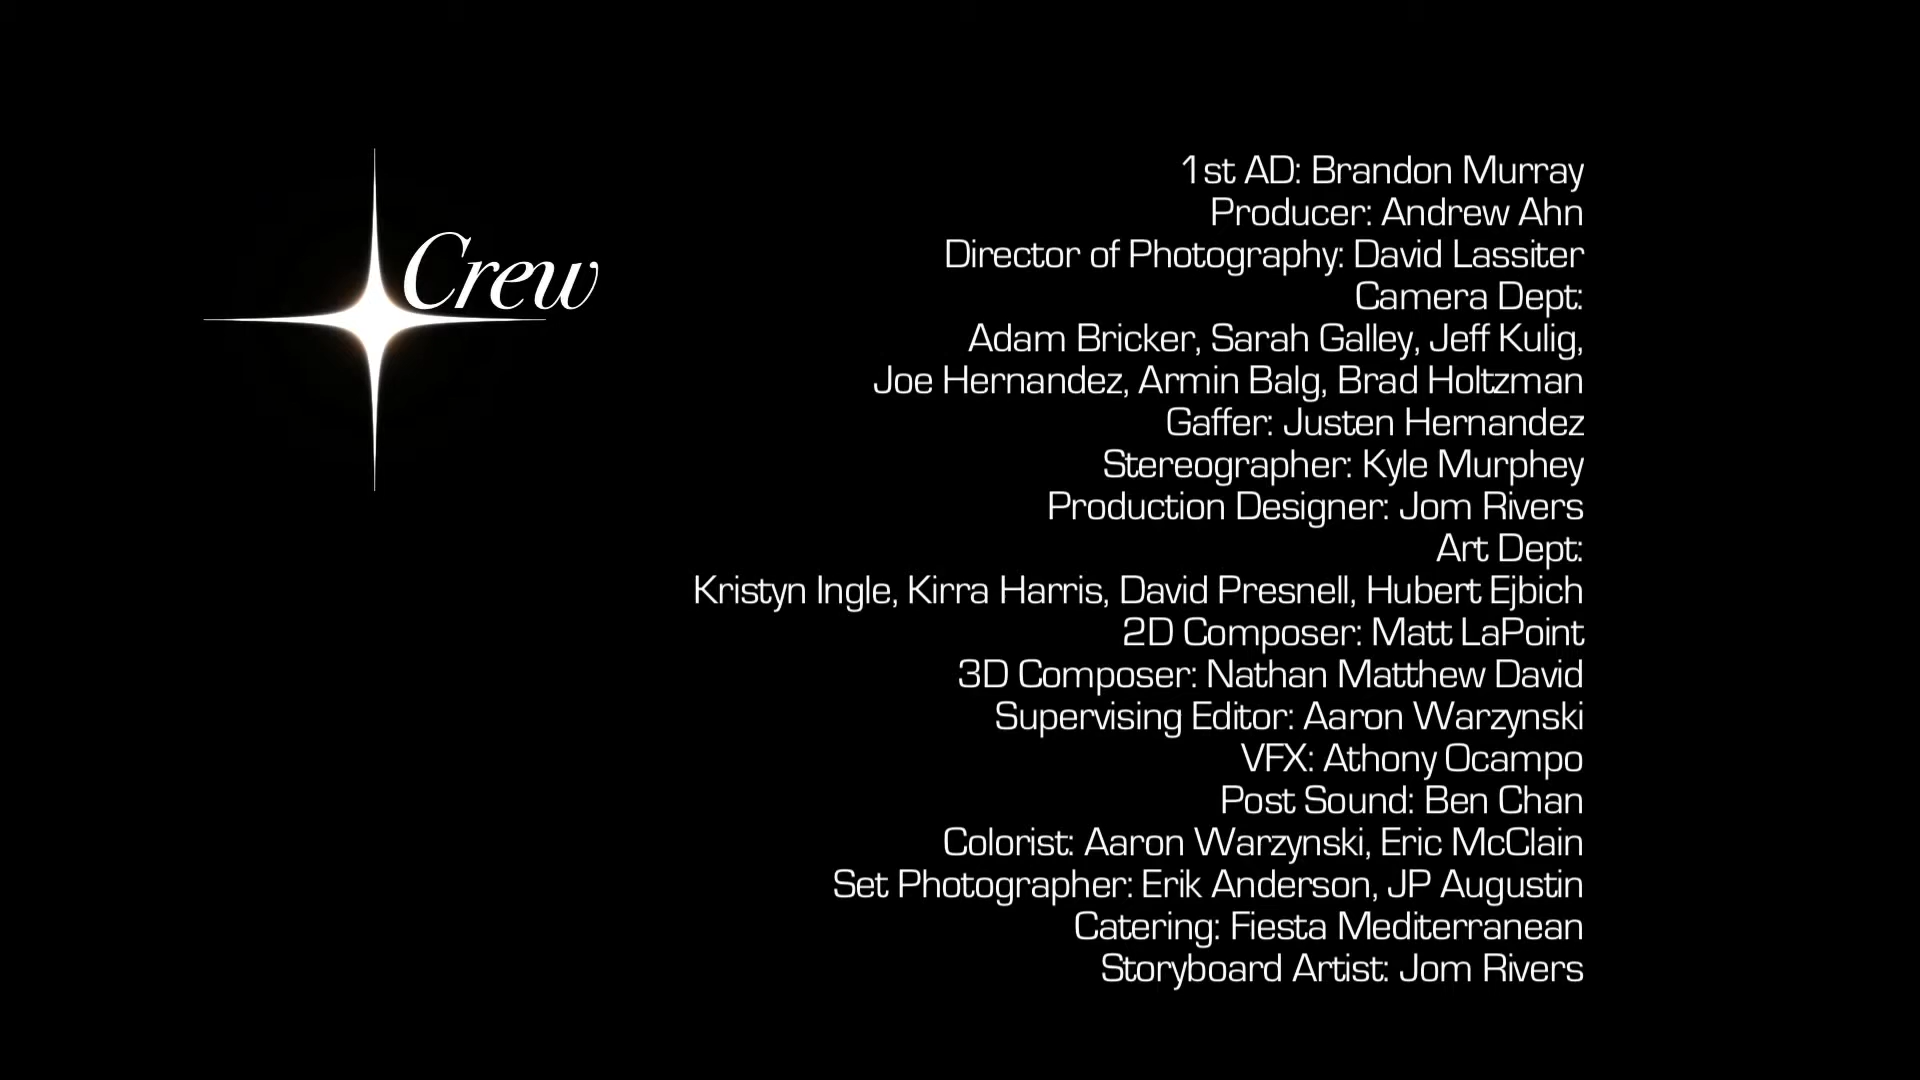 Crew
1st AD: Brandon Murray
Producer: Andrew Ahn
Director of Photography: David Lassiter
Camera Dept:
Adam Bricker, Sarah Galley, Jeff Kulig,
Joe Hernandez, Armin Balg, Brad Holtzman
Gaffer: Justen Hernandez
Stereographer: Kyle Murphey
Production Designer: Jom Rivers
Art Dept:
Kristyn Ingle, Kirra Harris, David Presnell, Hubert Ejbich
2D Composer: Matt LaPoint
3D Composer: Nathan Matthew David
Supervising Editor: Aaron Warzynski
VFX: Athony Ocampo
Post Sound: Ben Chan
Colorist: Aaron Warzynski, Eric McClain
Set Photographer: Erik Anderson, JP Augustin
Catering: Fiesta Mediterranean
Storyboard Artist: Jom Rivers